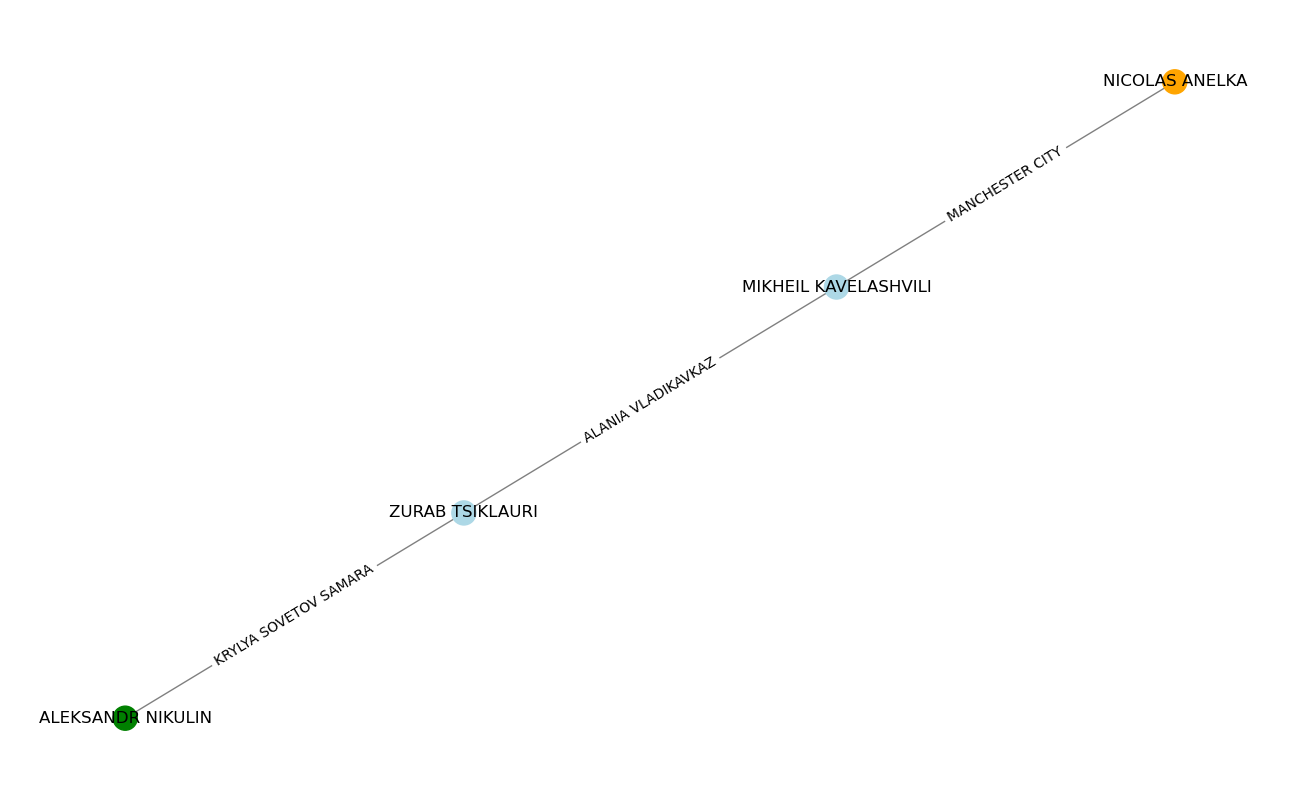 NICOLAS ANELKA
MANCHESTER CITY
MIKHEIL KAVELASHVILI
ALANIA VLADIKAVKAZ
ZURAB TSIKLAURI
KRYLYA SOVETOV SAMARA
ALEKSANDR NIKULIN